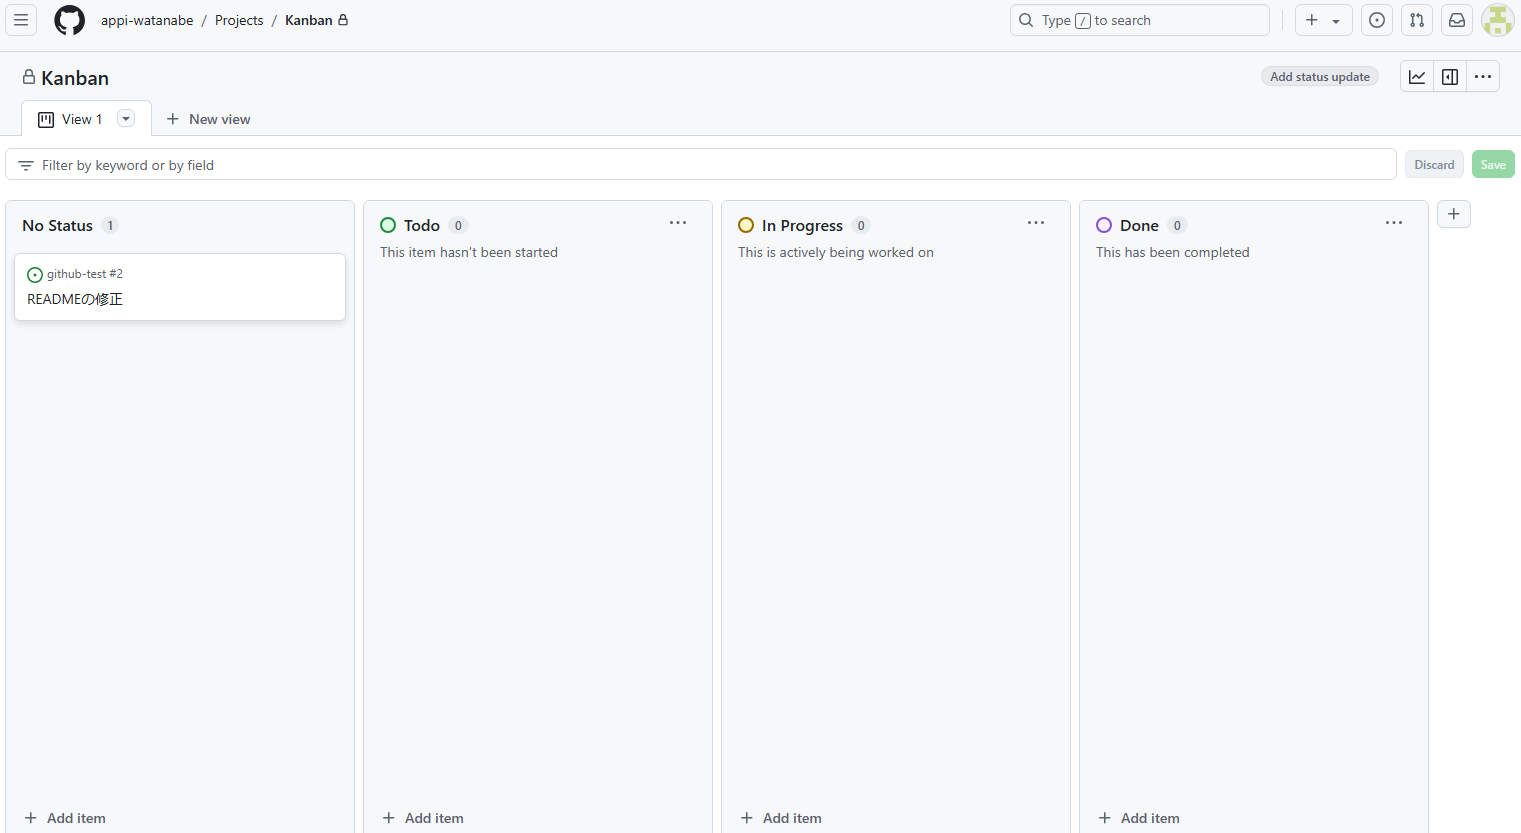 appi-watanabe / Projects / Kanban
Type / to search
Kanban
Add status update
View 1
New view
Filter by keyword or by field
Discard
Save
No Status 1
github-test #2
READMEの修正
Add item
Todo 0
This item hasn't been started
Add item
In Progress 0
This is actively being worked on
Add item
Done 0
This has been completed
Add item